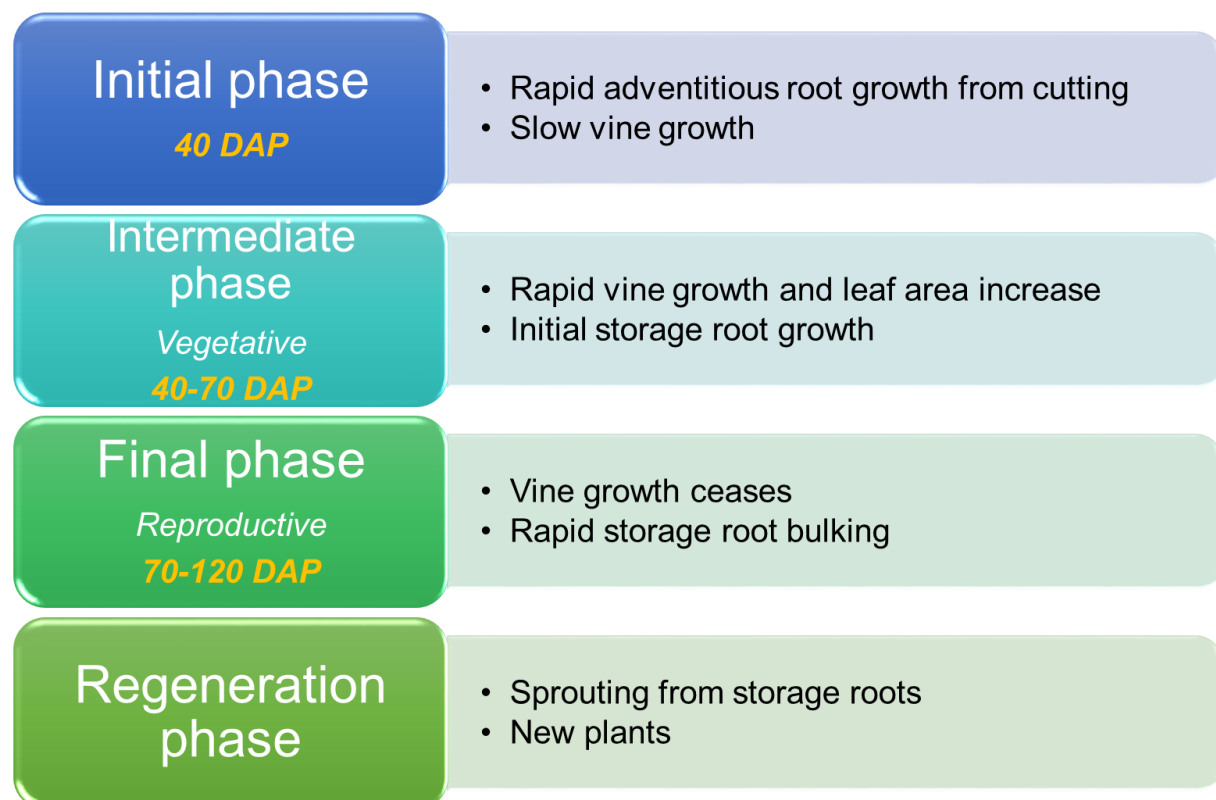 Initial phase
40 DAP
• Rapid adventitious root growth from cutting
• Slow vine growth
Intermediate
phase
Vegetative
40-70 DAP
• Rapid vine growth and leaf area increase
• Initial storage root growth
Final phase
Reproductive
70-120 DAP
• Vine growth ceases
• Rapid storage root bulking
Regeneration
phase
• Sprouting from storage roots
• New plants